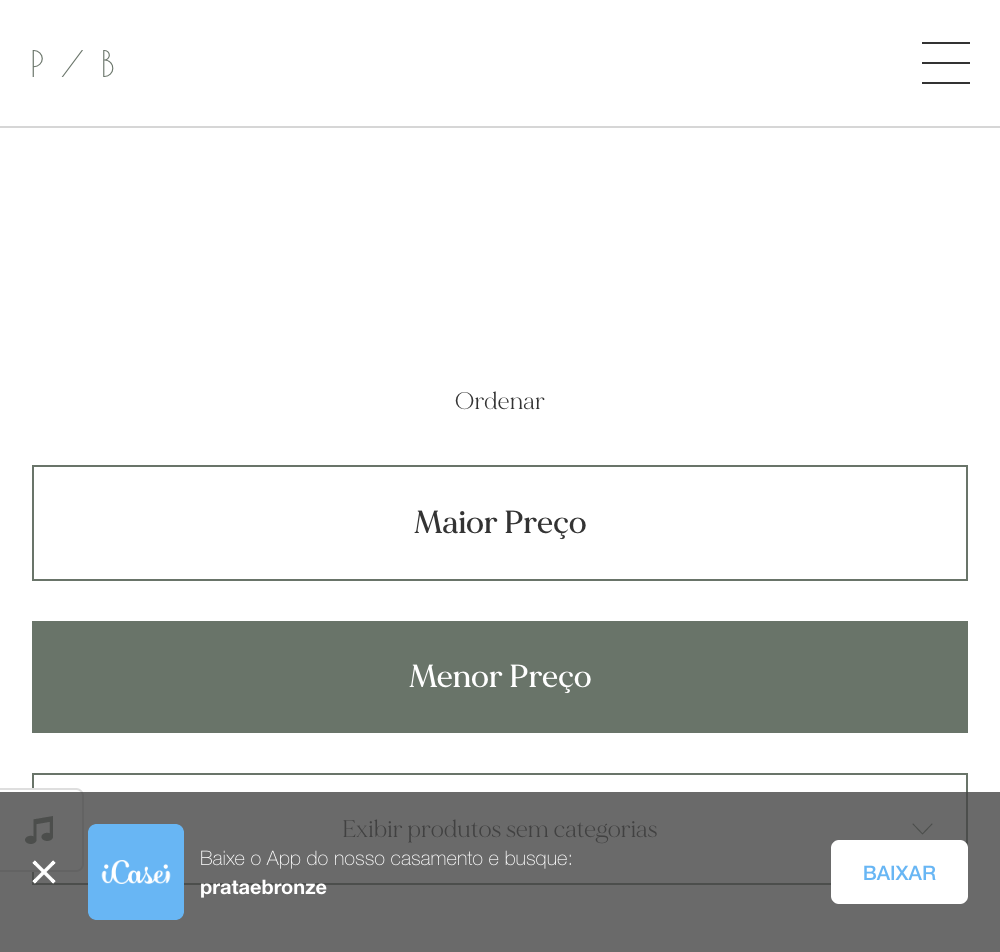 P / B
Ordenar
Maior Preço
Menor Preço
Exibir produtos sem categorias
iCasei
Baixe o App do nosso casamento e busque:
prataebronze
BAIXAR